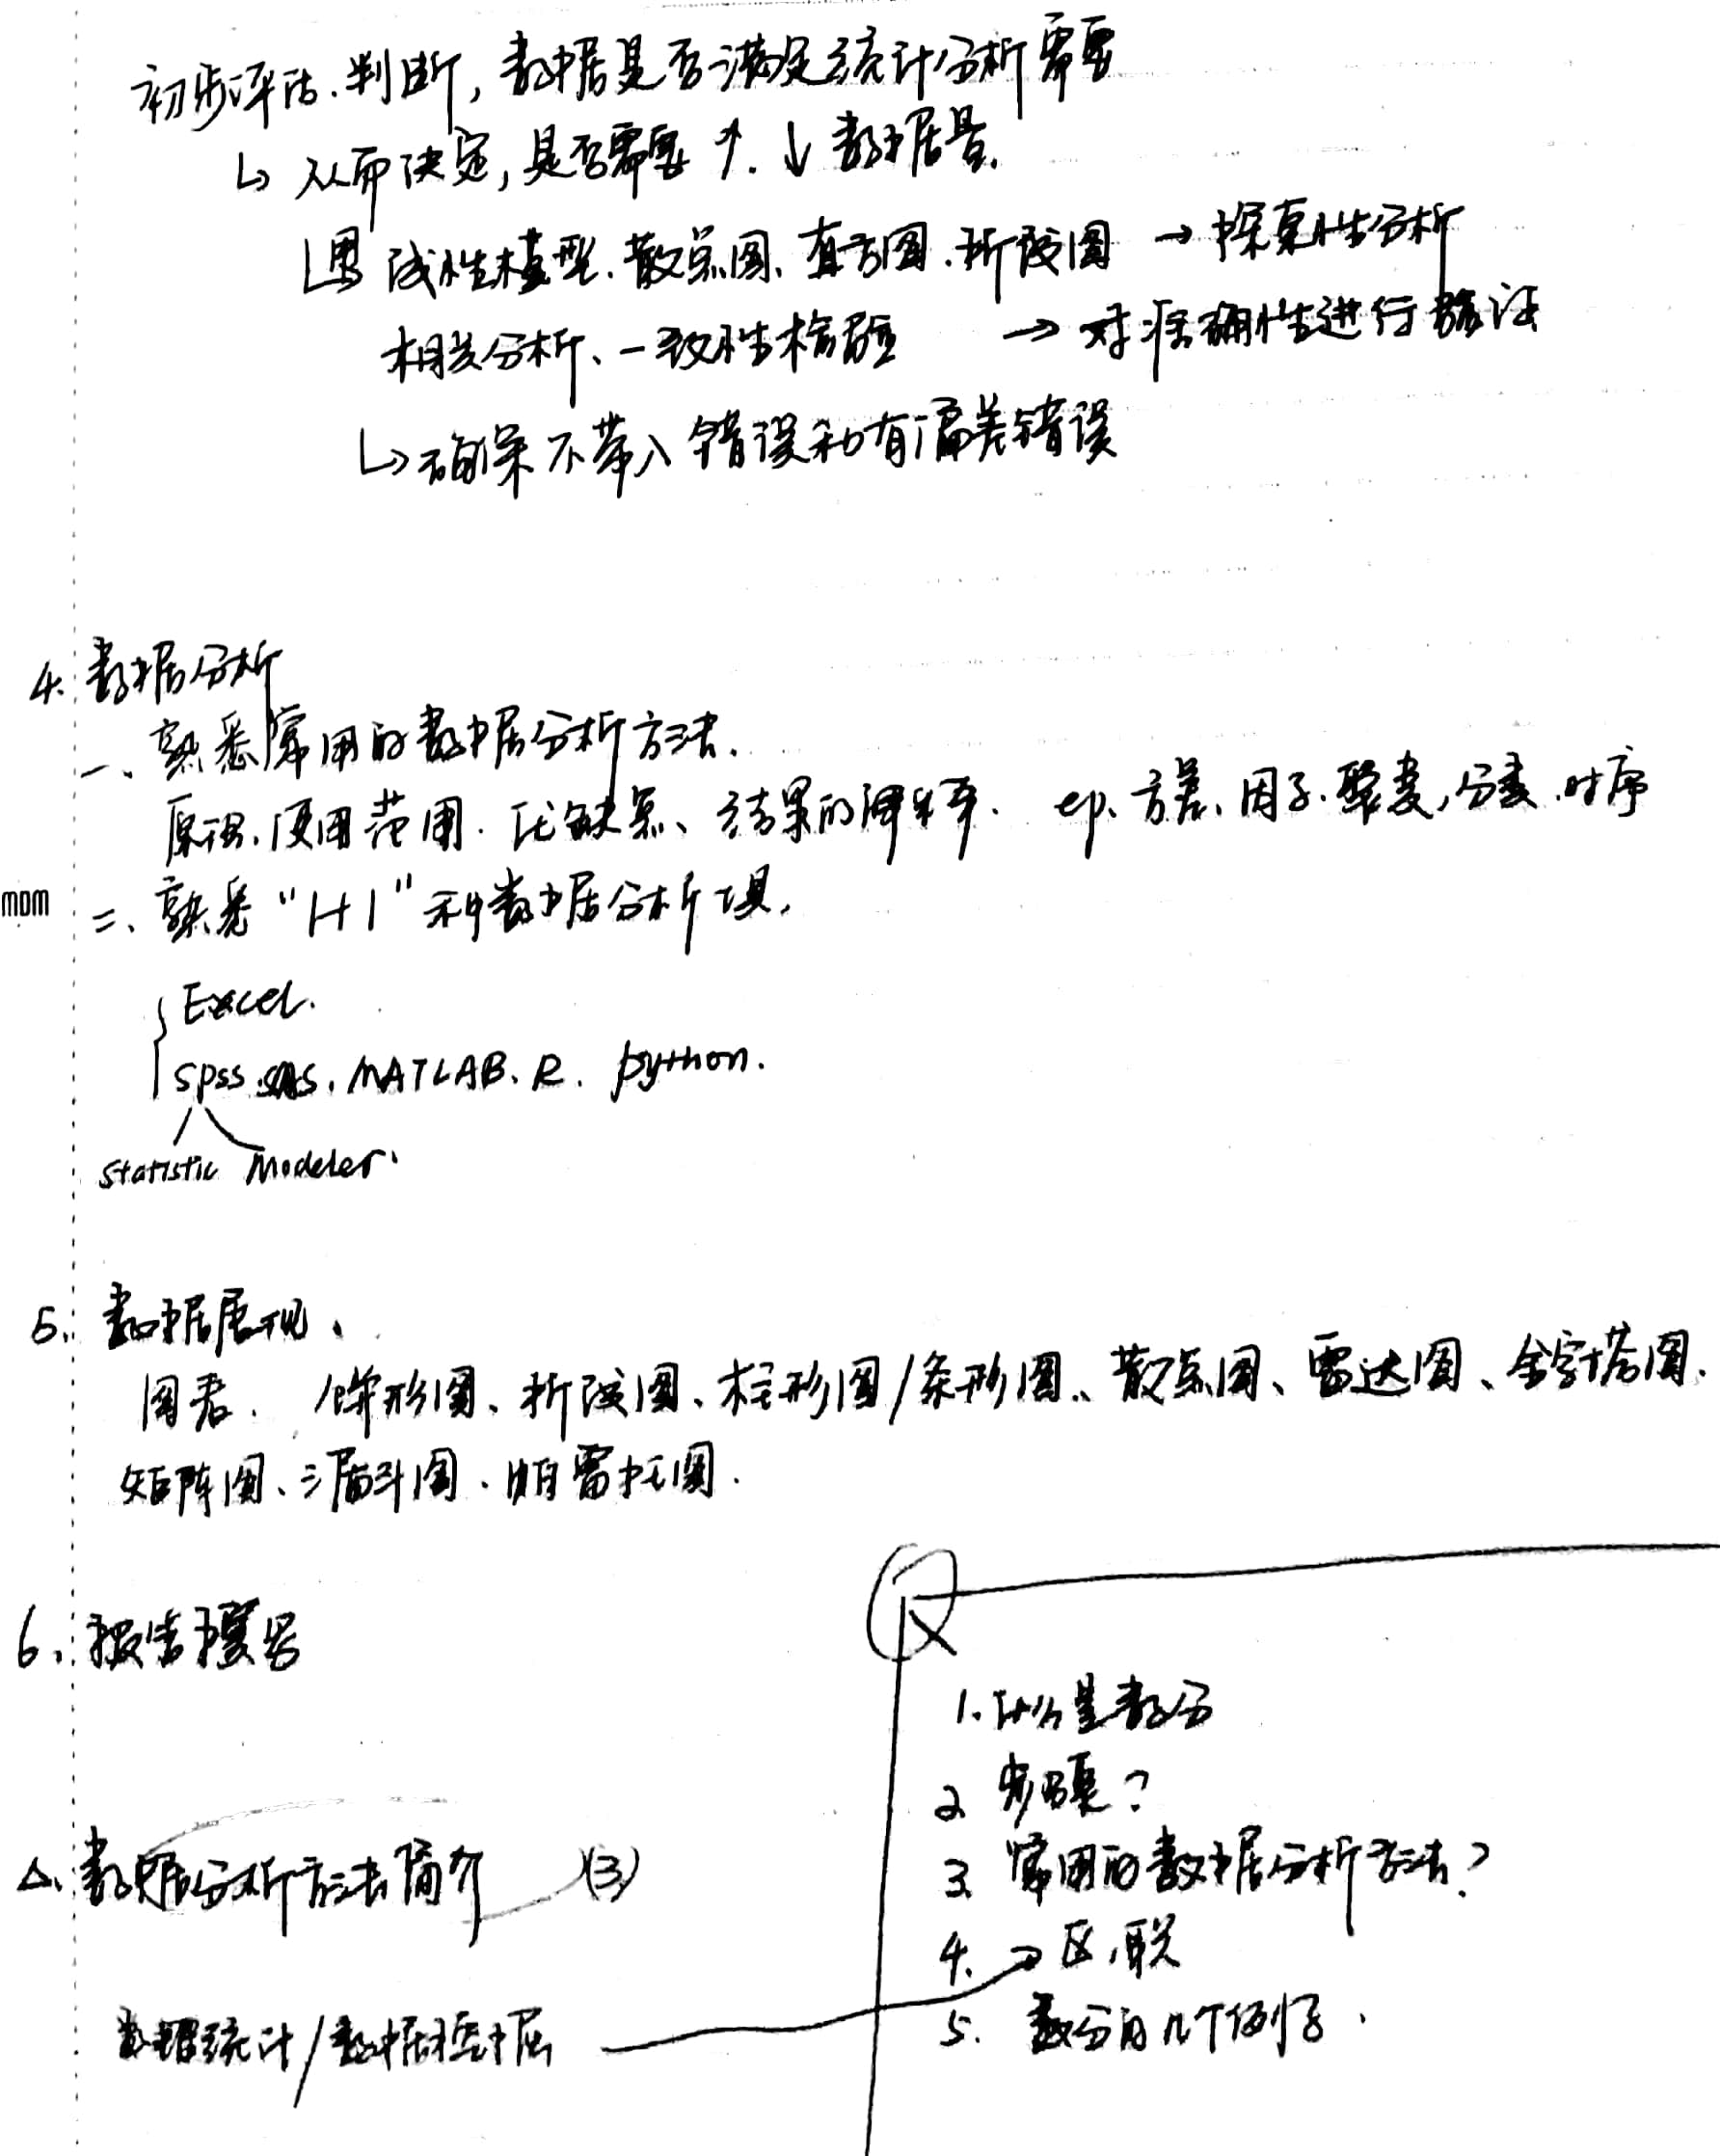 初步评估、判断，数据是否满足统计分析需要
↳ 从而决定，是否需要 ↑、↓ 数据量。
用 线性模型、散点图、直方图、折线图 → 探索性分析
相关分析、一致性检验 → 对准确性进行验证
↳ 确保不带入错误和有偏差错误
4. 数据分析
一、熟悉常用的数据分析方法.
原理、使用范围、优缺点、结果的解释. eg. 方差、因子、聚类、分类、时序
mom
二、熟悉“1+1”种数据分析工具.
Excel.
SPSS、SAS、MATLAB、R、python.
Statistic Modeler.
5. 数据展现、
图表. 饼形图、折线图、柱形图/条形图、散点图、雷达图、金字塔图.
矩阵图、漏斗图、帕雷托图.
6. 报告撰写
△、数据分析方法简介 (3)
数据统计/数据挖掘
1. 什么是数分
2 步骤？
3 常用的数据分析方法？
4. → 区，联
5. 数分的几个例子.